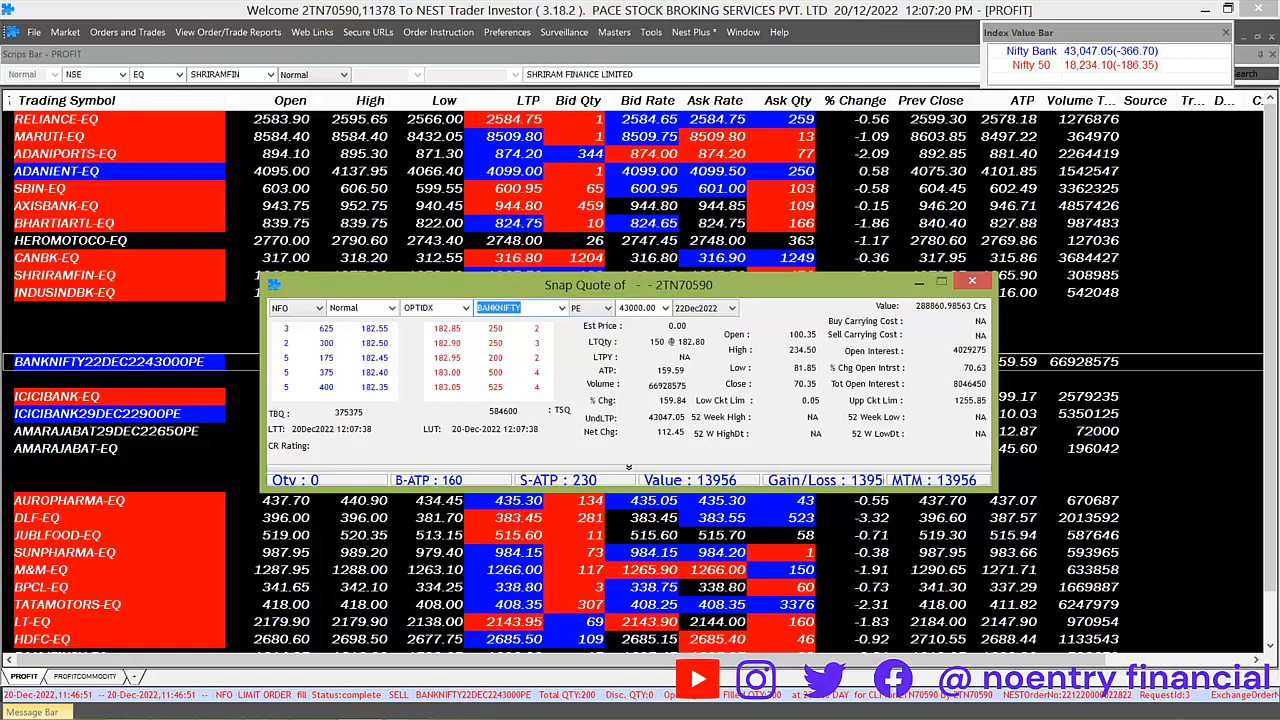 Welcome 2TN70590,11378 To NEST Trader Investor ( 3.18.2 ). PACE STOCK BROKING SERVICES PVT. LTD 20/12/2022 12:07:20 PM - [PROFIT]
File Market Orders and Trades View Order/Trade Reports Web Links Secure URLs Order Instruction Preferences Surveillance Masters Tools Nest Plus Window Help
Index Value Bar
Nifty Bank 43,047.05(-366.70)
Nifty 50 18,234.10(-186.35)
Scrips Bar - PROFIT
Normal NSE EQ SHRIRAMFIN Normal SHRIRAM FINANCE LIMITED
Trading Symbol Open High Low LTP Bid Qty Bid Rate Ask Rate Ask Qty % Change Prev Close ATP Volume T... Source Tr... D... C...
RELIANCE-EQ 2583.90 2595.65 2566.00 2584.75 1 2584.65 2584.75 259 -0.56 2599.30 2578.18 1276876
MARUTI-EQ 8584.40 8584.40 8432.05 8509.80 1 8509.75 8509.80 13 -1.09 8603.85 8497.22 364970
ADANIPORTS-EQ 894.10 895.30 871.30 874.20 344 874.00 874.20 77 -2.09 892.85 881.40 2264419
ADANIENT-EQ 4095.00 4137.95 4066.40 4099.00 1 4099.00 4099.50 250 0.58 4075.30 4101.85 1542547
SBIN-EQ 603.00 606.50 599.55 600.95 65 600.95 601.00 103 -0.58 604.45 602.49 3362325
AXISBANK-EQ 943.75 952.75 940.45 944.80 459 944.80 944.85 109 -0.15 946.20 946.71 4857426
BHARTIARTL-EQ 839.75 839.75 822.00 824.75 10 824.65 824.75 166 -1.86 840.40 827.88 987483
HEROMOTOCO-EQ 2770.00 2790.60 2743.40 2748.00 26 2747.45 2748.00 363 -1.17 2780.60 2769.86 127036
CANBK-EQ 317.00 318.20 312.55 316.80 1204 316.80 316.90 1249 -0.36 317.95 315.86 3684427
SHRIRAMFIN-EQ 308985
INDUSINDBK-EQ 542048
Snap Quote of - - 2TN70590
NFO Normal OPTIDX BANKNIFTY PE 43000.00 22Dec2022
Value: 288860.98563 Crs
3 625 182.55 182.85 250 2
2 300 182.50 182.90 250 3
5 175 182.45 182.95 200 2
5 375 182.40 183.00 500 4
5 400 182.35 183.05 525 4
TBQ : 375375 584600 : TSQ
LTT: 20Dec2022 12:07:38 LUT: 20-Dec-2022 12:07:38
CR Rating:
Est Price : 0.00
LTQty : 150 @ 182.80
LTPY : NA
ATP: 159.59
Volume : 66928575
% Chg: 159.84
UndLTP: 43047.05
Net Chg: 112.45
Open : 100.35
High : 234.50
Low : 81.85
Close : 70.35
Low Ckt Lim : 0.05
52 Week High : NA
52 W HighDt : NA
Buy Carrying Cost : NA
Sell Carrying Cost : NA
Open Interest : 4029275
% Chg Open Intrst : 70.63
Tot Open Interest : 8046450
Upp Ckt Lim : 1255.85
52 Week Low : NA
52 W LowDt : NA
Qty : 0 B-ATP : 160 S-ATP : 230 Value : 13956 Gain/Loss : 1395 MTM : 13956
BANKNIFTY22DEC2243000PE 66928575
ICICIBANK-EQ 2579235
ICICIBANK29DEC22900PE 5350125
AMARAJABAT29DEC22650PE 72000
AMARAJABAT-EQ 196042
AUROPHARMA-EQ 437.70 440.90 434.45 435.30 134 435.05 435.30 43 -0.55 437.70 437.07 670687
DLF-EQ 396.00 396.00 381.70 383.45 281 383.45 383.55 523 -3.32 396.60 387.57 2013592
JUBLFOOD-EQ 519.00 520.35 513.15 515.60 11 515.60 515.70 58 -0.71 519.30 515.94 587646
SUNPHARMA-EQ 987.95 989.20 979.40 984.15 73 984.15 984.20 1 -0.38 987.95 983.66 593965
M&M-EQ 1287.95 1288.00 1263.10 1266.00 117 1265.90 1266.00 150 -1.91 1290.65 1271.71 633858
BPCL-EQ 341.65 342.10 334.25 338.80 3 338.75 338.80 60 -0.73 341.30 337.29 1669887
TATAMOTORS-EQ 418.00 418.00 408.00 408.35 307 408.25 408.35 3376 -2.31 418.00 411.82 6247979
LT-EQ 2179.90 2179.90 2138.00 2143.95 69 2143.90 2144.00 160 -1.83 2184.00 2154.34 970954
HDFC-EQ 2680.60 2698.50 2677.75 2685.50 109 2685.15 2685.40 46 -0.92 2710.55 2688.44 1133543
PROFIT PROFITCOMMODITY +
@ noentry financial
20-Dec-2022,11:46:51 -- 20-Dec-2022,11:46:51 -- NFO LIMIT ORDER fill Status:complete SELL BANKNIFTY22DEC2243000PE Total QTY:200 Disc. QTY:0
Message Bar